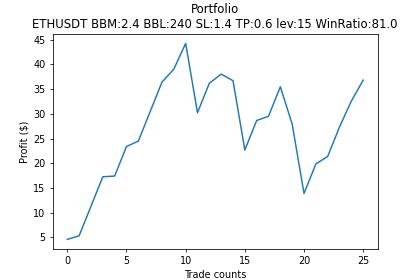 Portfolio
ETHUSDT BBM:2.4 BBL:240 SL:1.4 TP:0.6 lev:15 WinRatio:81.0
45
40
35
30
25
20
15
10
5
Profit ($)
0 5 10 15 20 25
Trade counts